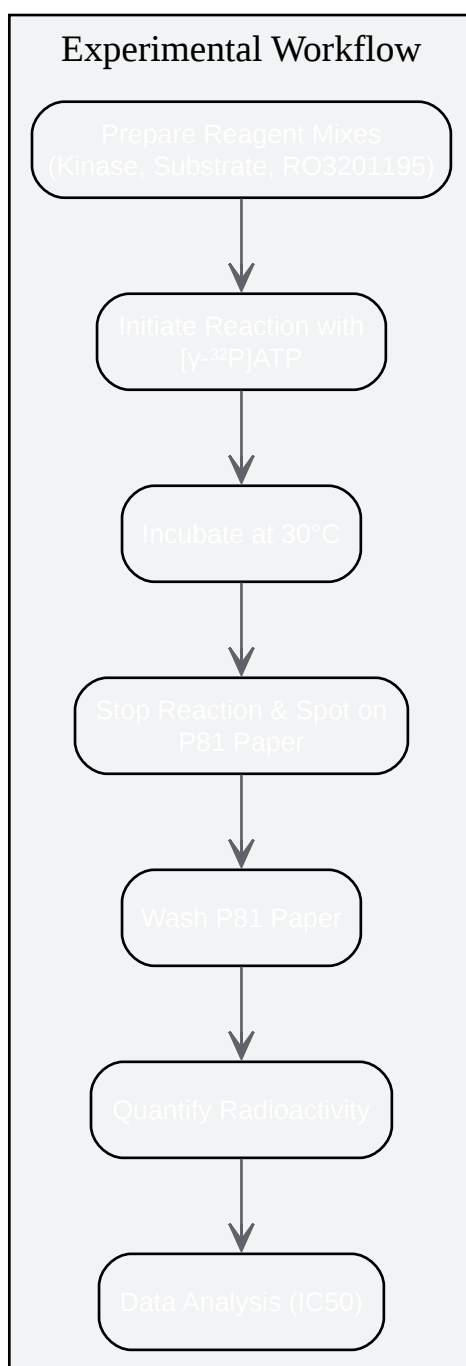 Experimental Workflow
Prepare Reagent Mixes
(Kinase, Substrate, RO3201195)
Initiate Reaction with
[γ-³²P]ATP
Incubate at 30°C
Stop Reaction & Spot on
P81 Paper
Wash P81 Paper
Quantify Radioactivity
Data Analysis (IC50)